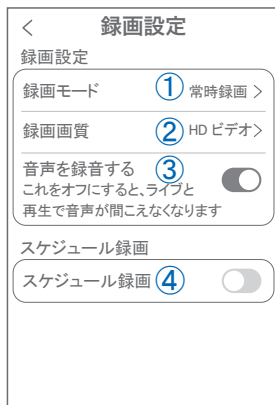 < 録画設定
録画設定
録画モード ① 常時録画 >
録画画質 ② HD ビデオ>
音声を録音する ③
これをオフにすると、ライブと
再生で音声が聞こえなくなります
スケジュール録画
スケジュール録画 ④